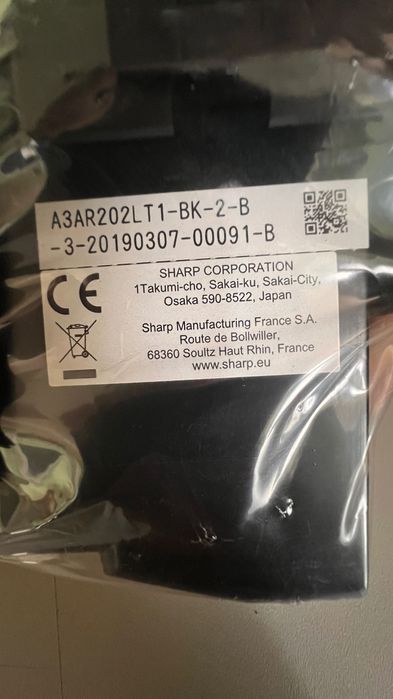 A3AR202LT1-BK-2-B
-3-20190307-00091-B
CE
SHARP CORPORATION
1Takumi-cho, Sakai-ku, Sakai-City,
Osaka 590-8522, Japan
Sharp Manufacturing France S.A.
Route de Bollwiller,
68360 Soultz Haut Rhin, France
www.sharp.eu